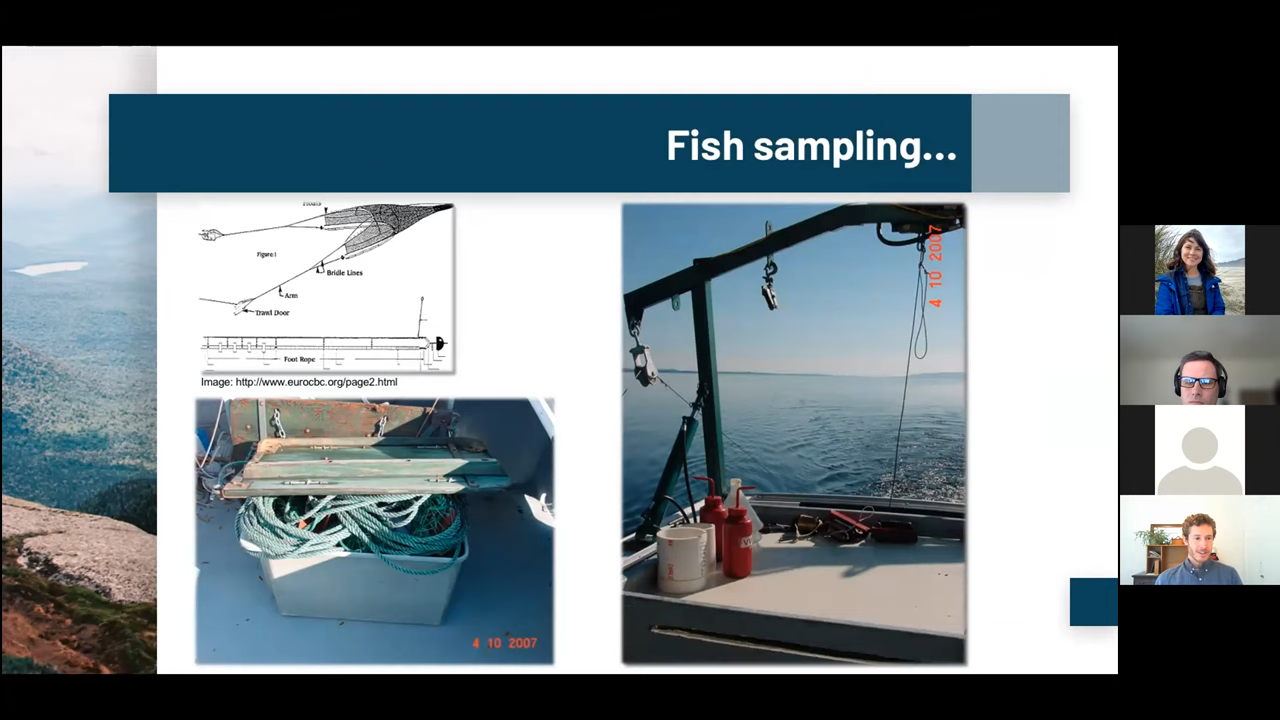 Fish sampling...
Figure 1
Bridle Lines
Arm
Trawl Door
Foot Rope
Image: http://www.eurocbc.org/page2.html
4 10 2007
4 10 2007